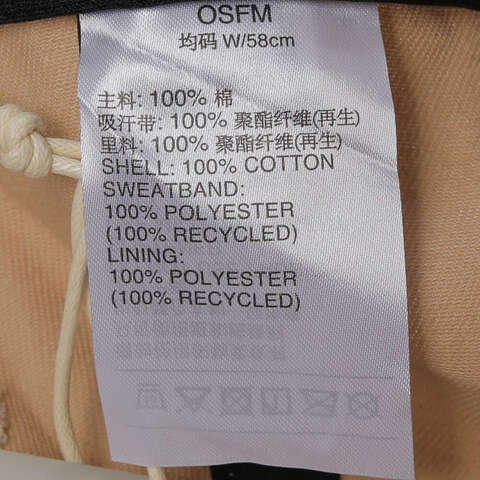 OSFM
均码 W/58cm
主料: 100% 棉
吸汗带: 100% 聚酯纤维(再生)
里料: 100% 聚酯纤维(再生)
SHELL: 100% COTTON
SWEATBAND:
100% POLYESTER
(100% RECYCLED)
LINING:
100% POLYESTER
(100% RECYCLED)